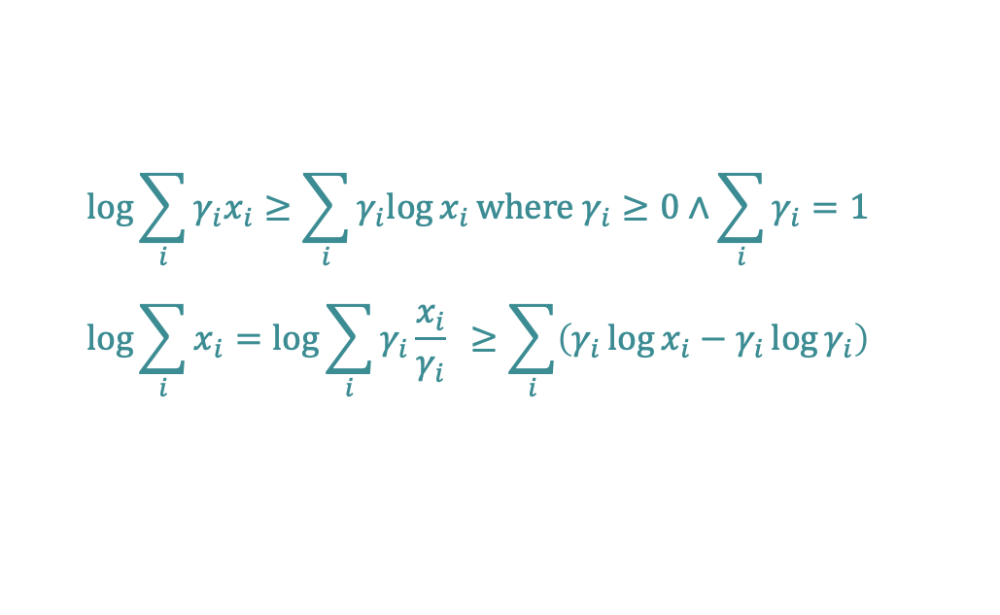 log ∑_i γ_i x_i ≥ ∑_i γ_i log x_i where γ_i ≥ 0 ∧ ∑_i γ_i = 1
log ∑_i x_i = log ∑_i γ_i x_i/γ_i ≥ ∑_i (γ_i log x_i − γ_i log γ_i)